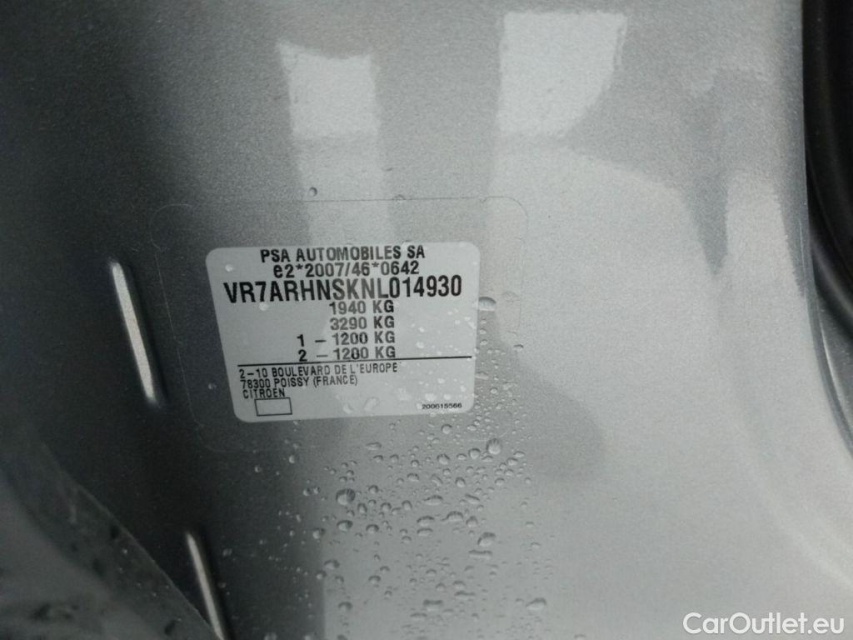 PSA AUTOMOBILES SA
e2*2007/46*0642
VR7ARHNSKNL014930
1940 KG
3290 KG
1 - 1200 KG
2 - 1200 KG
2-10 BOULEVARD DE L'EUROPE
78300 POISSY (FRANCE)
CITROEN
200015566
CarOutlet.eu